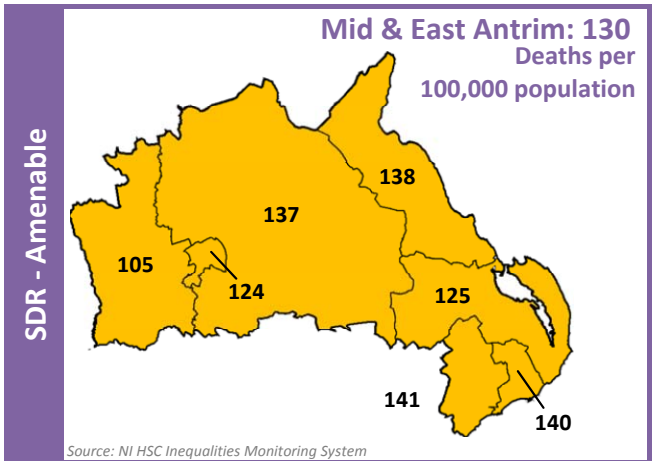 SDR - Amenable
Mid & East Antrim: 130
Deaths per
100,000 population
138
137
105
124
125
141
140
Source: NI HSC Inequalities Monitoring System